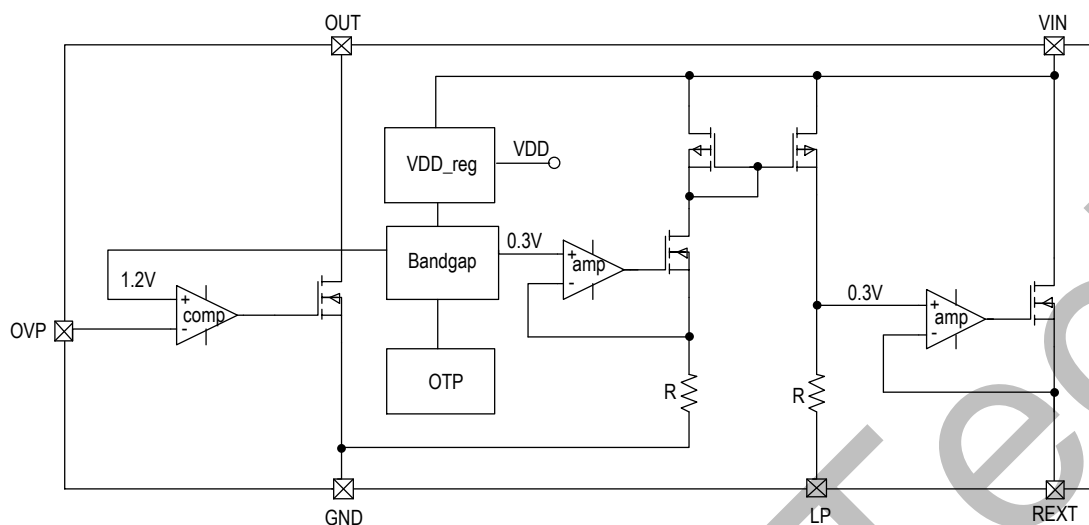 OUT
VIN
VDD
VDD_reg
1.2V
Bandgap
0.3V
+
amp
-
0.3V
+
comp
-
+
amp
-
OVP
OTP
R
R
GND
LP
REXT